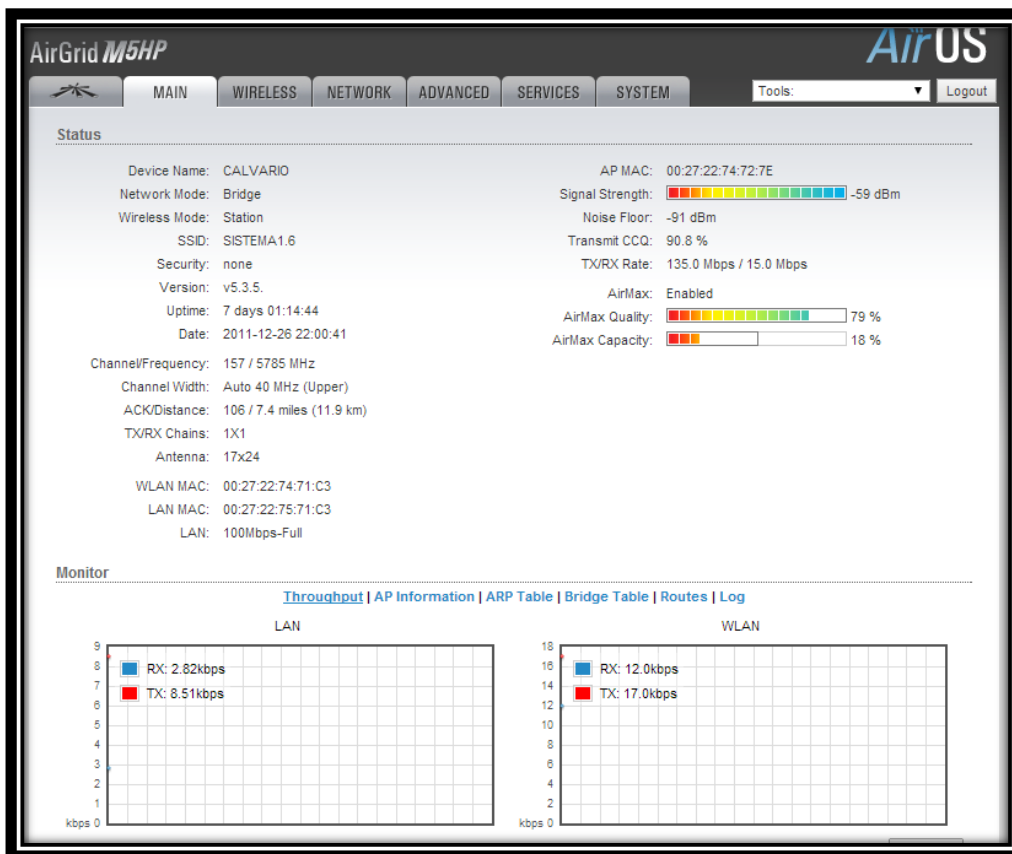 AirGrid M5HP
AirOS
MAIN WIRELESS NETWORK ADVANCED SERVICES SYSTEM Tools: Logout
Status
Device Name: CALVARIO
Network Mode: Bridge
Wireless Mode: Station
SSID: SISTEMA1.6
Security: none
Version: v5.3.5.
Uptime: 7 days 01:14:44
Date: 2011-12-26 22:00:41
Channel/Frequency: 157 / 5785 MHz
Channel Width: Auto 40 MHz (Upper)
ACK/Distance: 106 / 7.4 miles (11.9 km)
TX/RX Chains: 1X1
Antenna: 17x24
WLAN MAC: 00:27:22:74:71:C3
LAN MAC: 00:27:22:75:71:C3
LAN: 100Mbps-Full
AP MAC: 00:27:22:74:72:7E
Signal Strength: -59 dBm
Noise Floor: -91 dBm
Transmit CCQ: 90.8 %
TX/RX Rate: 135.0 Mbps / 15.0 Mbps
AirMax: Enabled
AirMax Quality: 79 %
AirMax Capacity: 18 %
Monitor
Throughput | AP Information | ARP Table | Bridge Table | Routes | Log
LAN
9
8
7
6
5
4
3
2
1
kbps 0
RX: 2.82kbps
TX: 8.51kbps
WLAN
18
16
14
12
10
8
6
4
2
kbps 0
RX: 12.0kbps
TX: 17.0kbps